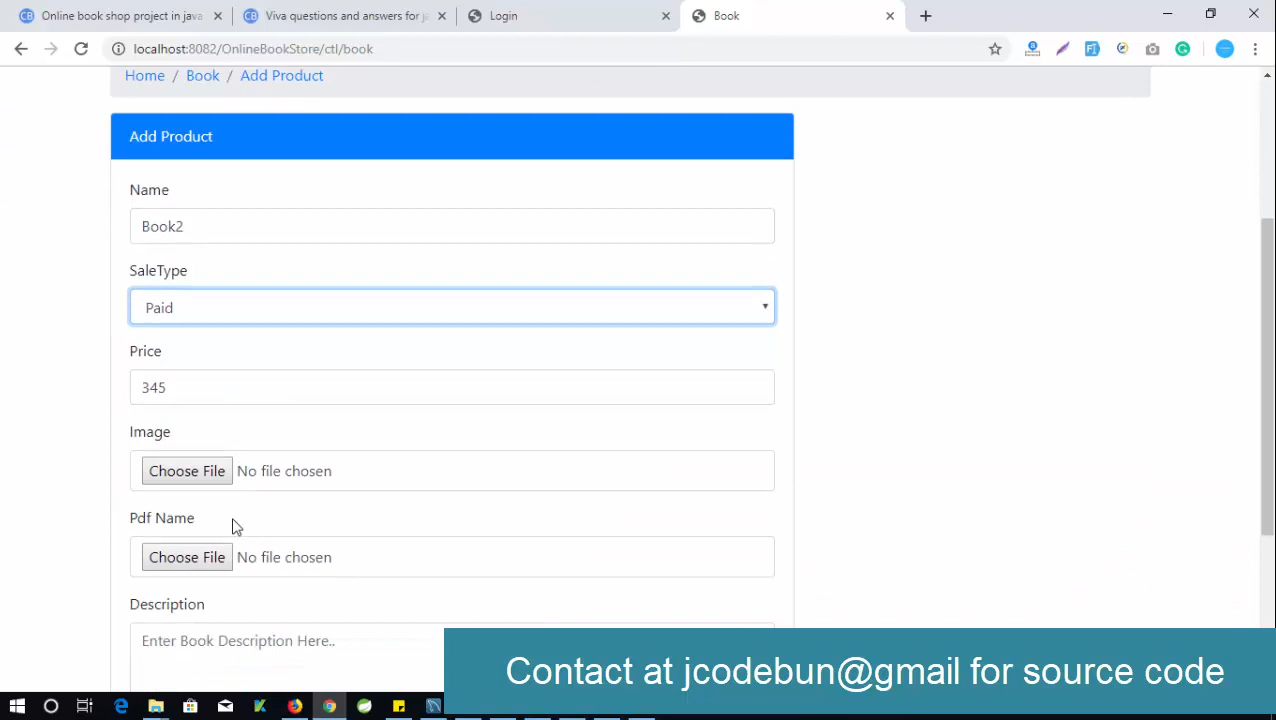 Online book shop project in java
Viva questions and answers for ja
Login
Book
localhost:8082/OnlineBookStore/ctl/book
Home / Book / Add Product
Add Product
Name
Book2
SaleType
Paid
Price
345
Image
Choose File No file chosen
Pdf Name
Choose File No file chosen
Description
Enter Book Description Here..
Contact at jcodebun@gmail for source code